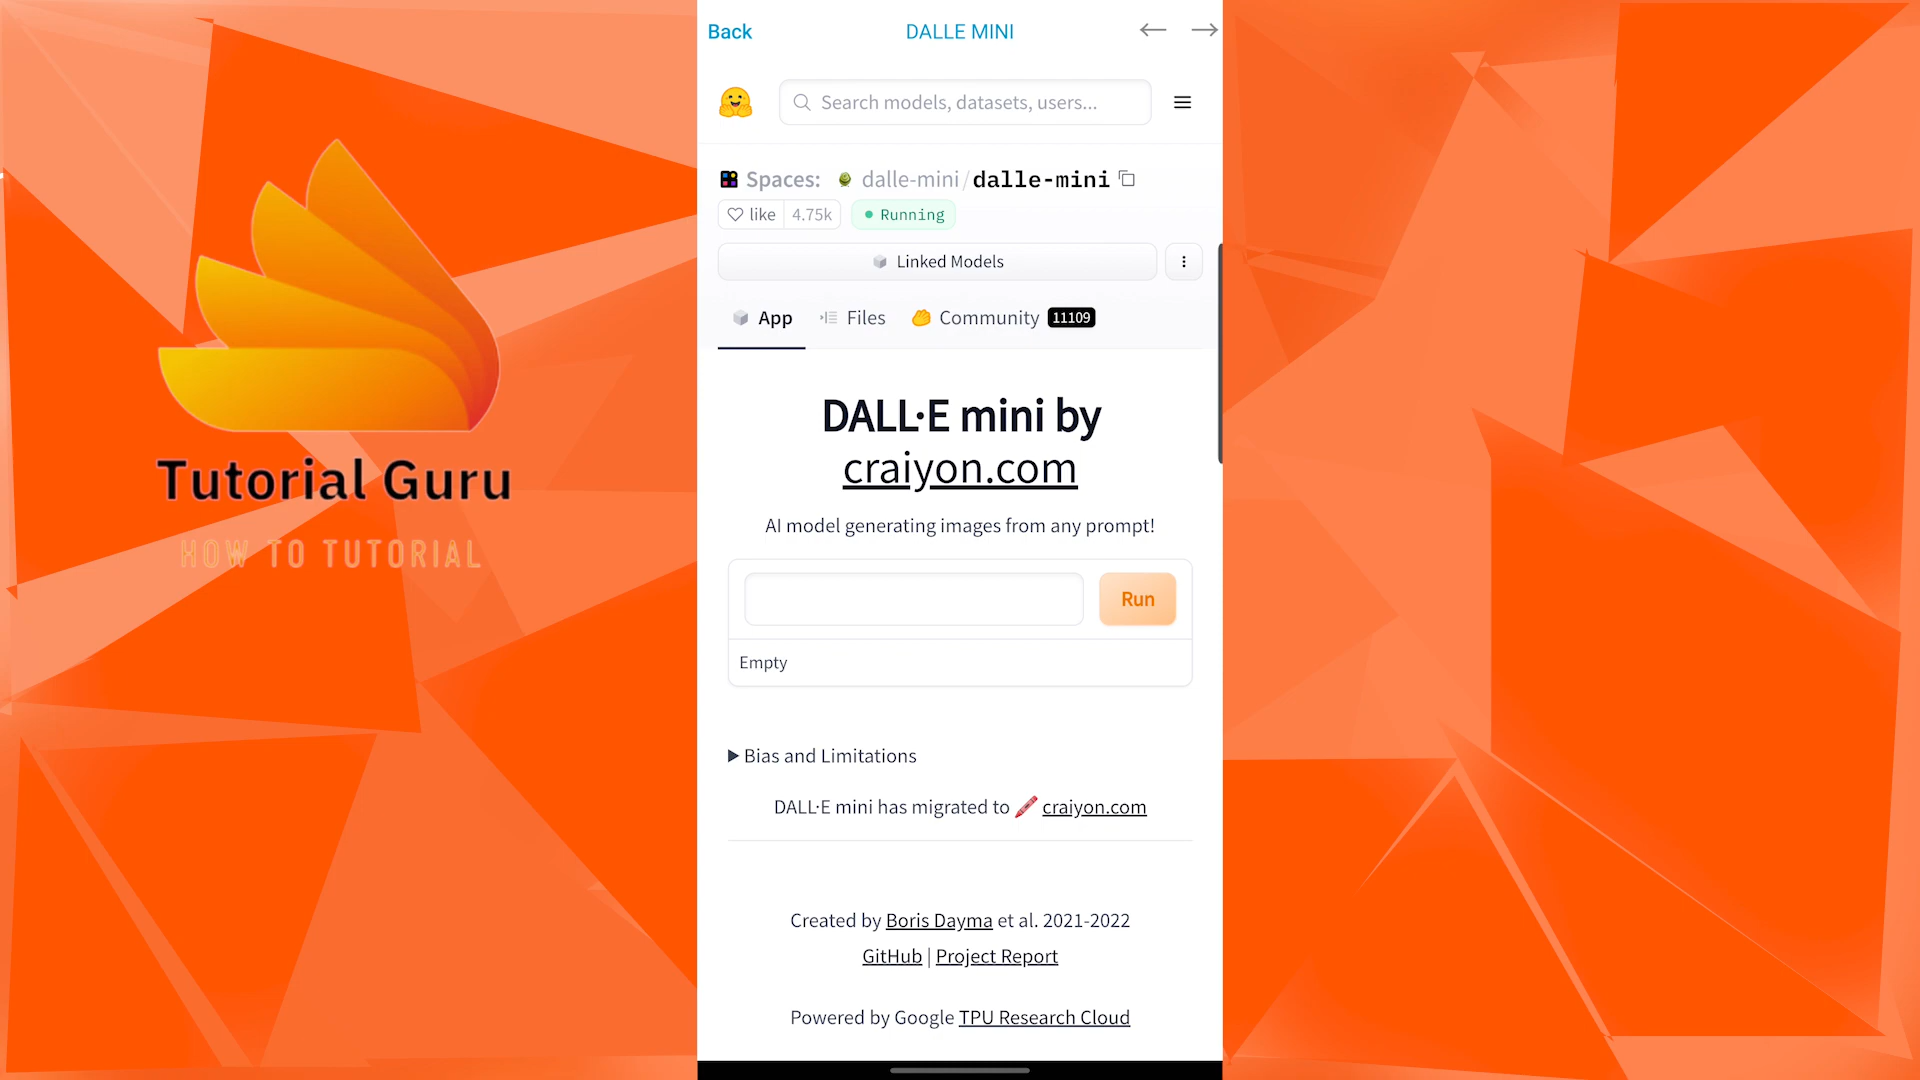 Tutorial Guru
HOW TO TUTORIAL
Back
DALLE MINI
Search models, datasets, users...
Spaces: dalle-mini/dalle-mini
like 4.75k Running
Linked Models
App Files Community 11109
DALL·E mini by
craiyon.com
AI model generating images from any prompt!
Run
Empty
Bias and Limitations
DALL·E mini has migrated to 🖍️ craiyon.com
Created by Boris Dayma et al. 2021-2022
GitHub | Project Report
Powered by Google TPU Research Cloud